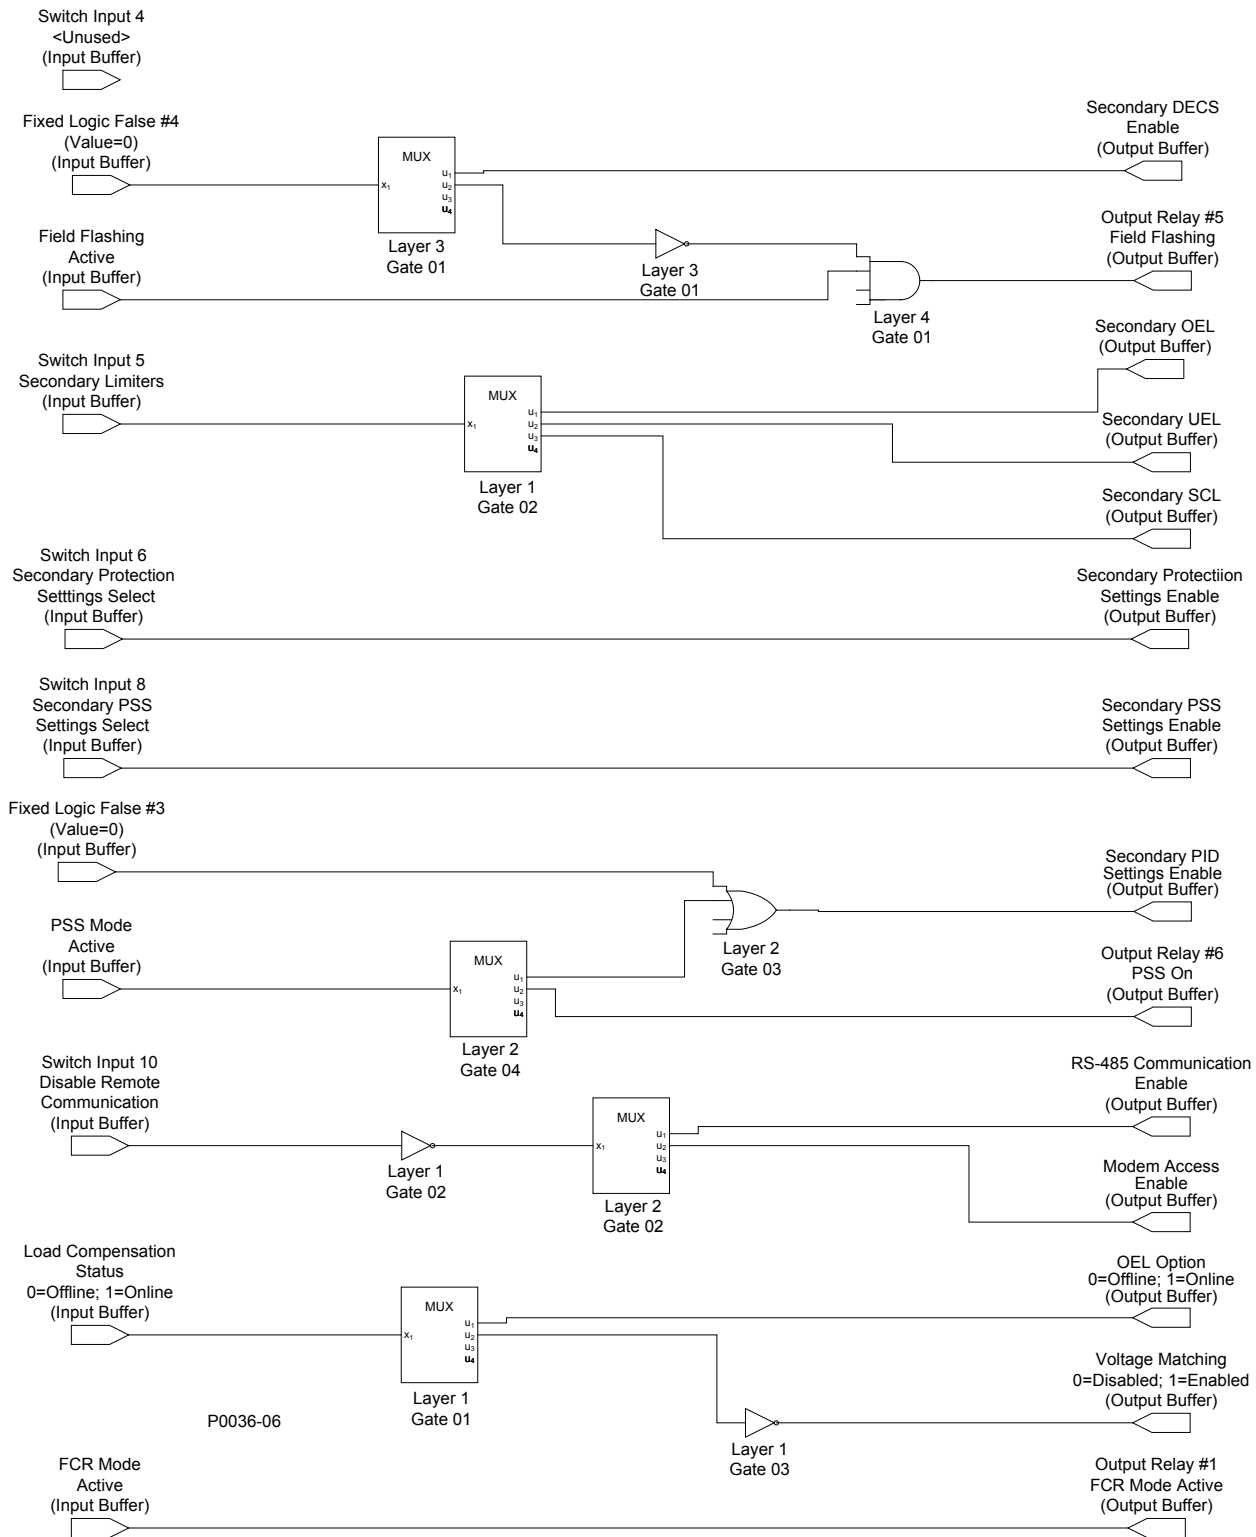 Switch Input 4
<Unused>
(Input Buffer)
Fixed Logic False #4
(Value=0)
(Input Buffer)
MUX
x₁
u₁
u₂
u₃
u₄
Layer 3
Gate 01
Secondary DECS
Enable
(Output Buffer)
Field Flashing
Active
(Input Buffer)
Layer 3
Gate 01
Layer 4
Gate 01
Output Relay #5
Field Flashing
(Output Buffer)
Switch Input 5
Secondary Limiters
(Input Buffer)
MUX
x₁
u₁
u₂
u₃
u₄
Layer 1
Gate 02
Secondary OEL
(Output Buffer)
Secondary UEL
(Output Buffer)
Secondary SCL
(Output Buffer)
Switch Input 6
Secondary Protection
Setttings Select
(Input Buffer)
Secondary Protectiion
Settings Enable
(Output Buffer)
Switch Input 8
Secondary PSS
Settings Select
(Input Buffer)
Secondary PSS
Settings Enable
(Output Buffer)
Fixed Logic False #3
(Value=0)
(Input Buffer)
Layer 2
Gate 03
Secondary PID
Settings Enable
(Output Buffer)
PSS Mode
Active
(Input Buffer)
MUX
x₁
u₁
u₂
u₃
u₄
Layer 2
Gate 04
Output Relay #6
PSS On
(Output Buffer)
Switch Input 10
Disable Remote
Communication
(Input Buffer)
Layer 1
Gate 02
MUX
x₁
u₁
u₂
u₃
u₄
Layer 2
Gate 02
RS-485 Communication
Enable
(Output Buffer)
Modem Access
Enable
(Output Buffer)
Load Compensation
Status
0=Offline; 1=Online
(Input Buffer)
MUX
x₁
u₁
u₂
u₃
u₄
Layer 1
Gate 01
OEL Option
0=Offline; 1=Online
(Output Buffer)
Voltage Matching
0=Disabled; 1=Enabled
(Output Buffer)
Layer 1
Gate 03
P0036-06
FCR Mode
Active
(Input Buffer)
Output Relay #1
FCR Mode Active
(Output Buffer)